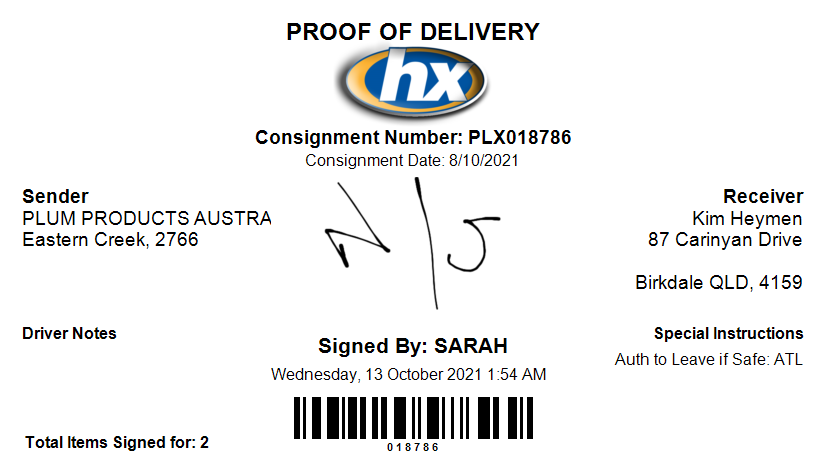 PROOF OF DELIVERY
hx
Consignment Number: PLX018786
Consignment Date: 8/10/2021
Sender
PLUM PRODUCTS AUSTRA
Eastern Creek, 2766
N/S
Receiver
Kim Heymen
87 Carinyan Drive
Birkdale QLD, 4159
Driver Notes
Signed By: SARAH
Wednesday, 13 October 2021 1:54 AM
Special Instructions
Auth to Leave if Safe: ATL
018786
Total Items Signed for: 2